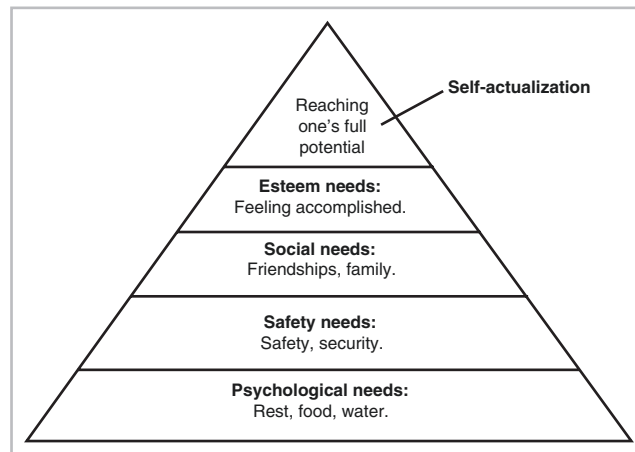 Self-actualization
Reaching
one's full
potential
Esteem needs:
Feeling accomplished.
Social needs:
Friendships, family.
Safety needs:
Safety, security.
Psychological needs:
Rest, food, water.